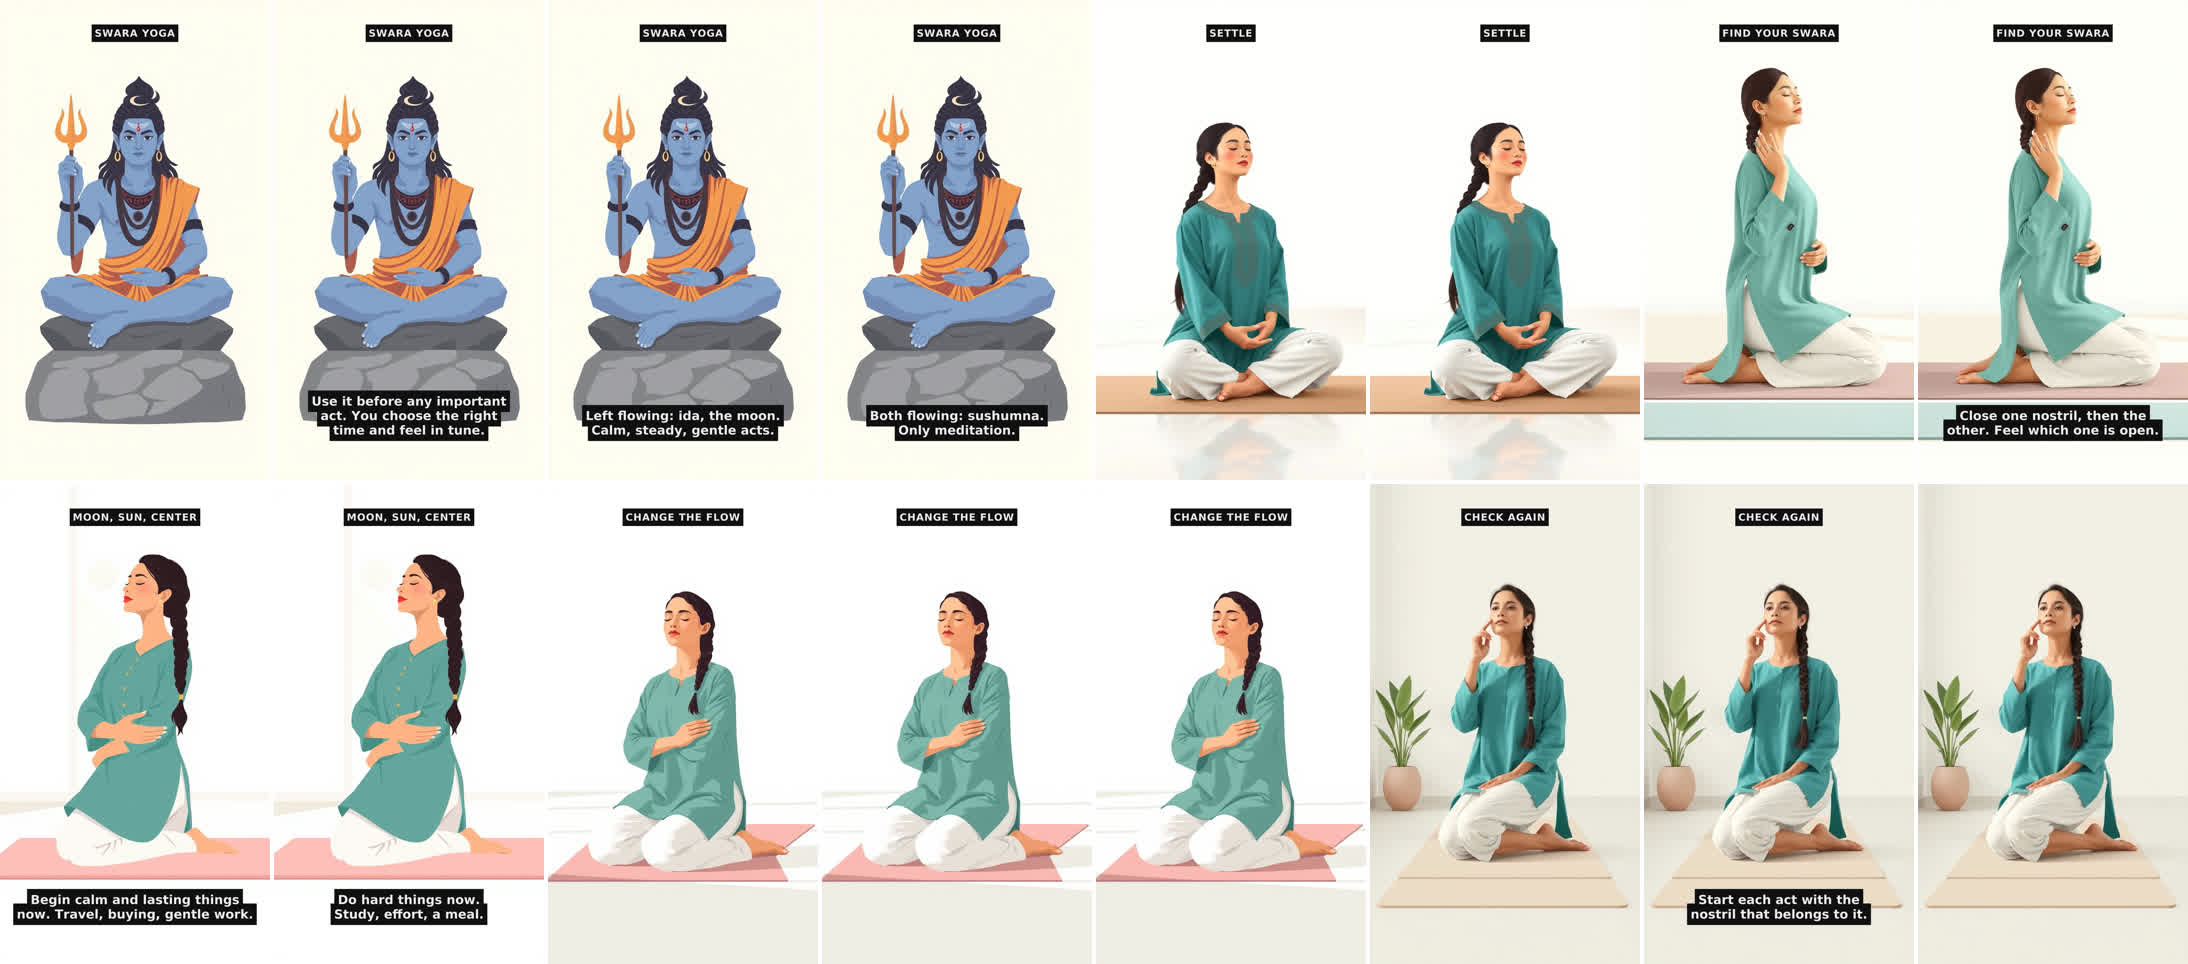 SWARA YOGA
SWARA YOGA
Use it before any important
act. You choose the right
time and feel in tune.
SWARA YOGA
Left flowing: ida, the moon.
Calm, steady, gentle acts.
SWARA YOGA
Both flowing: sushumna.
Only meditation.
SETTLE
SETTLE
FIND YOUR SWARA
FIND YOUR SWARA
Close one nostril, then the
other. Feel which one is open.
MOON, SUN, CENTER
Begin calm and lasting things
now. Travel, buying, gentle work.
MOON, SUN, CENTER
Do hard things now.
Study, effort, a meal.
CHANGE THE FLOW
CHANGE THE FLOW
CHANGE THE FLOW
CHECK AGAIN
CHECK AGAIN
Start each act with the
nostril that belongs to it.